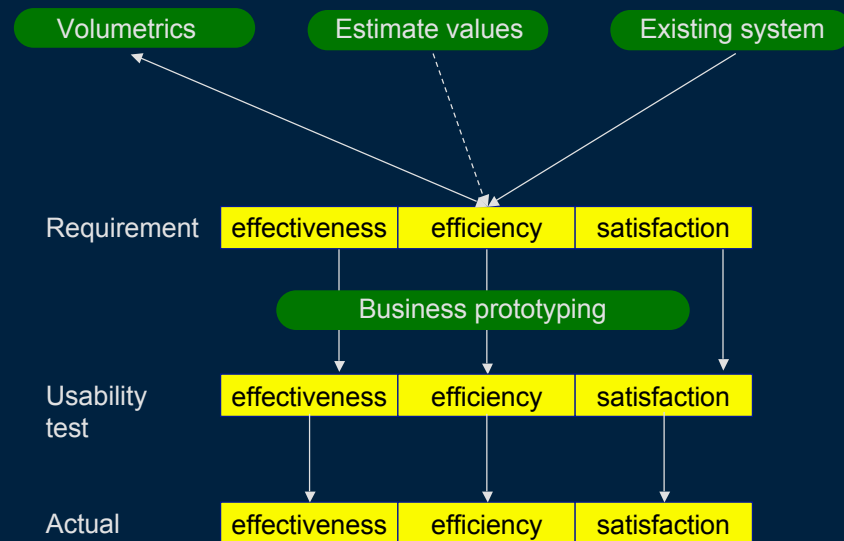 Volumetrics Estimate values Existing system
Requirement effectiveness efficiency satisfaction
Business prototyping
Usability
test
effectiveness efficiency satisfaction
Actual effectiveness efficiency satisfaction